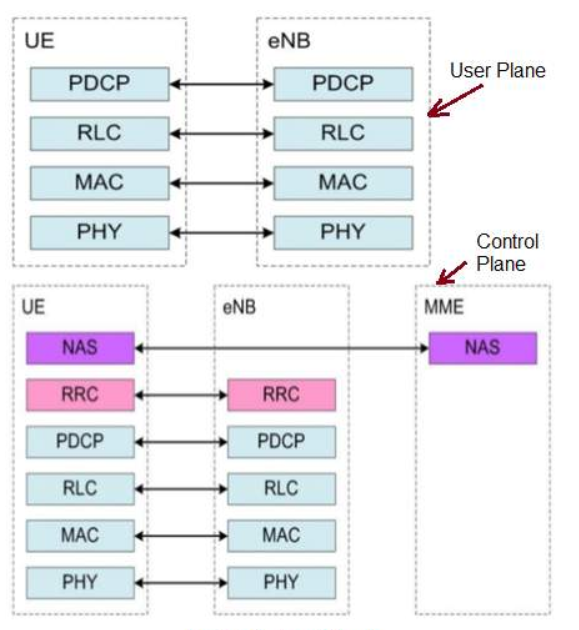 UE eNB
PDCP PDCP
User Plane
RLC RLC
MAC MAC
PHY PHY
Control
Plane
UE eNB MME
NAS NAS
RRC RRC
PDCP PDCP
RLC RLC
MAC MAC
PHY PHY